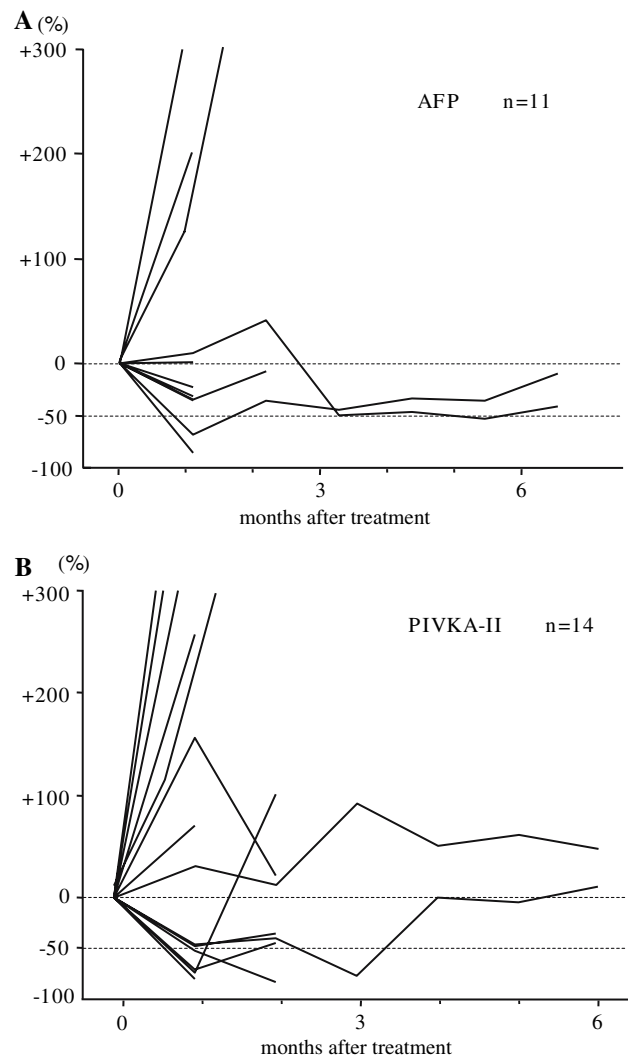 A (%)
+300
AFP n=11
+200
+100
0
-50
-100
0 3 6
months after treatment
B (%)
+300
PIVKA-II n=14
+200
+100
0
-50
-100
0 3 6
months after treatment